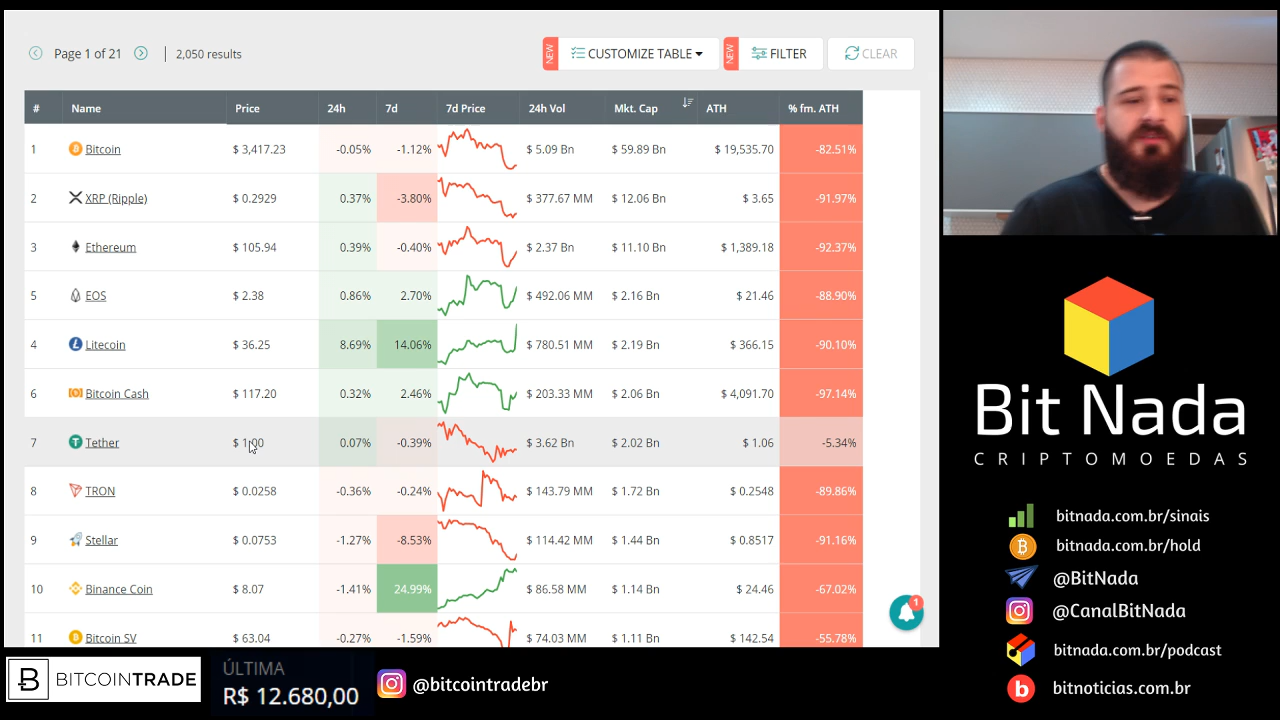 Page 1 of 21 | 2,050 results
NEW CUSTOMIZE TABLE NEW FILTER CLEAR
# Name Price 24h 7d 7d Price 24h Vol Mkt. Cap ATH % fm. ATH
1 Bitcoin $ 3,417.23 -0.05% -1.12% $ 5.09 Bn $ 59.89 Bn $ 19,535.70 -82.51%
2 XRP (Ripple) $ 0.2929 0.37% -3.80% $ 377.67 MM $ 12.06 Bn $ 3.65 -91.97%
3 Ethereum $ 105.94 0.39% -0.40% $ 2.37 Bn $ 11.10 Bn $ 1,389.18 -92.37%
5 EOS $ 2.38 0.86% 2.70% $ 492.06 MM $ 2.16 Bn $ 21.46 -88.90%
4 Litecoin $ 36.25 8.69% 14.06% $ 780.51 MM $ 2.19 Bn $ 366.15 -90.10%
6 Bitcoin Cash $ 117.20 0.32% 2.46% $ 203.33 MM $ 2.06 Bn $ 4,091.70 -97.14%
7 Tether $ 1.00 0.07% -0.39% $ 3.62 Bn $ 2.02 Bn $ 1.06 -5.34%
8 TRON $ 0.0258 -0.36% -0.24% $ 143.79 MM $ 1.72 Bn $ 0.2548 -89.86%
9 Stellar $ 0.0753 -1.27% -8.53% $ 114.42 MM $ 1.44 Bn $ 0.8517 -91.16%
10 Binance Coin $ 8.07 -1.41% 24.99% $ 86.58 MM $ 1.14 Bn $ 24.46 -67.02%
11 Bitcoin SV $ 63.04 -0.27% -1.59% $ 74.03 MM $ 1.11 Bn $ 142.54 -55.78%
1
Bit Nada
CRIPTOMOEDAS
bitnada.com.br/sinais
bitnada.com.br/hold
@BitNada
@CanalBitNada
bitnada.com.br/podcast
bitnoticias.com.br
BITCOINTRADE
ÚLTIMA
R$ 12.680,00
@bitcointradebr